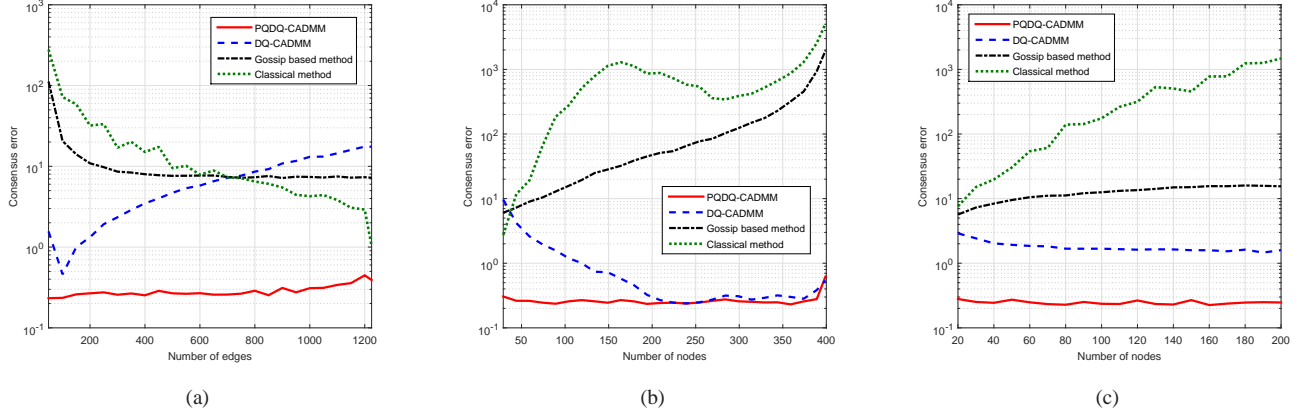 10^3
10^2
10^1
10^0
10^-1
Consensus error
200 400 600 800 1000 1200
Number of edges
PQDQ-CADMM
DQ-CADMM
Gossip based method
Classical method
(a)
10^4
10^3
10^2
10^1
10^0
10^-1
Consensus error
50 100 150 200 250 300 350 400
Number of nodes
PQDQ-CADMM
DQ-CADMM
Gossip based method
Classical method
(b)
10^4
10^3
10^2
10^1
10^0
10^-1
Consensus error
20 40 60 80 100 120 140 160 180 200
Number of nodes
PQDQ-CADMM
DQ-CADMM
Gossip based method
Classical method
(c)